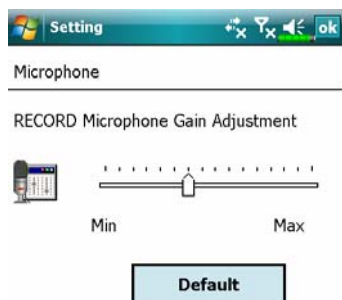 Setting ok
Microphone
RECORD Microphone Gain Adjustment
Min Max
Default